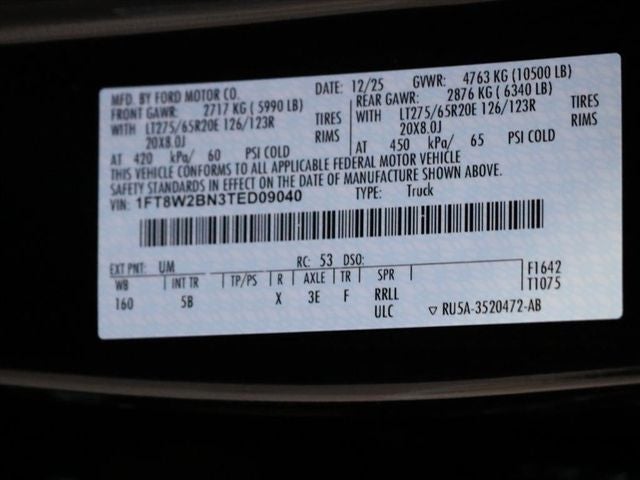 MFD. BY FORD MOTOR CO. DATE: 12/25 GVWR: 4763 KG (10500 LB)
FRONT GAWR: 2717 KG ( 5990 LB) REAR GAWR: 2876 KG ( 6340 LB)
WITH LT275/65R20E 126/123R TIRES WITH LT275/65R20E 126/123R TIRES
20X8.0J RIMS 20X8.0J RIMS
AT 420 kPa/ 60 PSI COLD AT 450 kPa/ 65 PSI COLD
THIS VEHICLE CONFORMS TO ALL APPLICABLE FEDERAL MOTOR VEHICLE
SAFETY STANDARDS IN EFFECT ON THE DATE OF MANUFACTURE SHOWN ABOVE.
VIN: 1FT8W2BN3TED09040 TYPE: Truck
EXT PNT: UM RC: 53 DSO: F1642
WB INT TR TP/PS R AXLE TR SPR T1075
160 5B X 3E F RRLL
ULC ▽ RU5A-3520472-AB